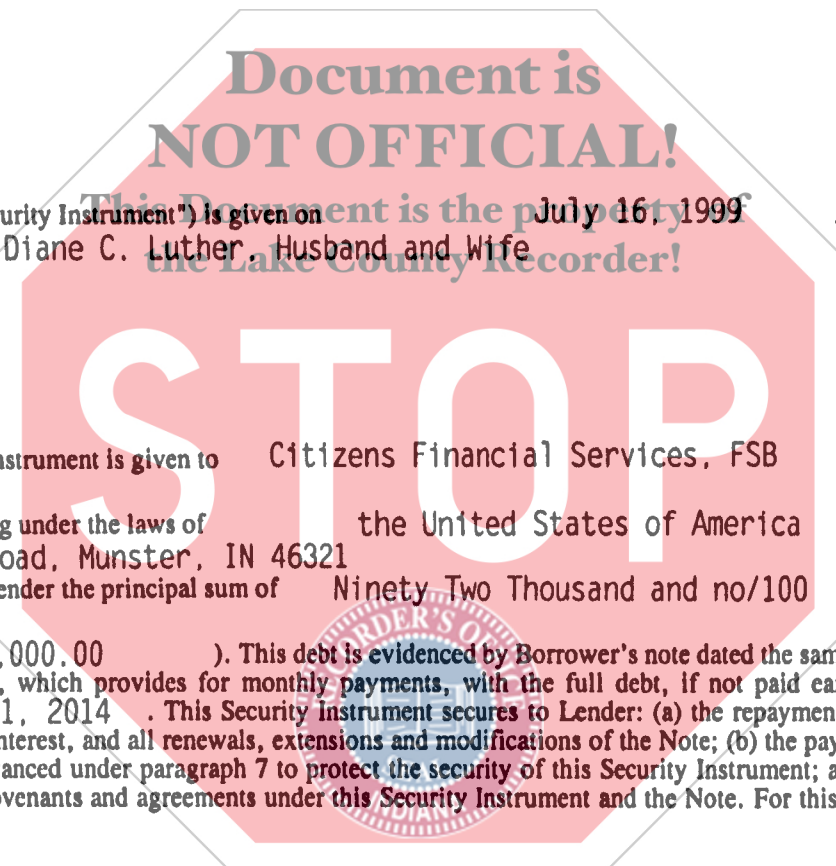 Document is
NOT OFFICIAL!
This Document is the property of
the Lake County Recorder!
urity Instrument") is given on July 16, 1999
Diane C. Luther, Husband and Wife
STOP
nstrument is given to Citizens Financial Services, FSB
g under the laws of the United States of America
oad, Munster, IN 46321
ender the principal sum of Ninety Two Thousand and no/100
,000.00 ). This debt is evidenced by Borrower's note dated the sam
, which provides for monthly payments, with the full debt, if not paid ea
1, 2014 . This Security Instrument secures to Lender: (a) the repaymen
nterest, and all renewals, extensions and modifications of the Note; (b) the pay
anced under paragraph 7 to protect the security of this Security Instrument; a
ovenants and agreements under this Security Instrument and the Note. For this
RECORDER'S OFFICE
INDIANA